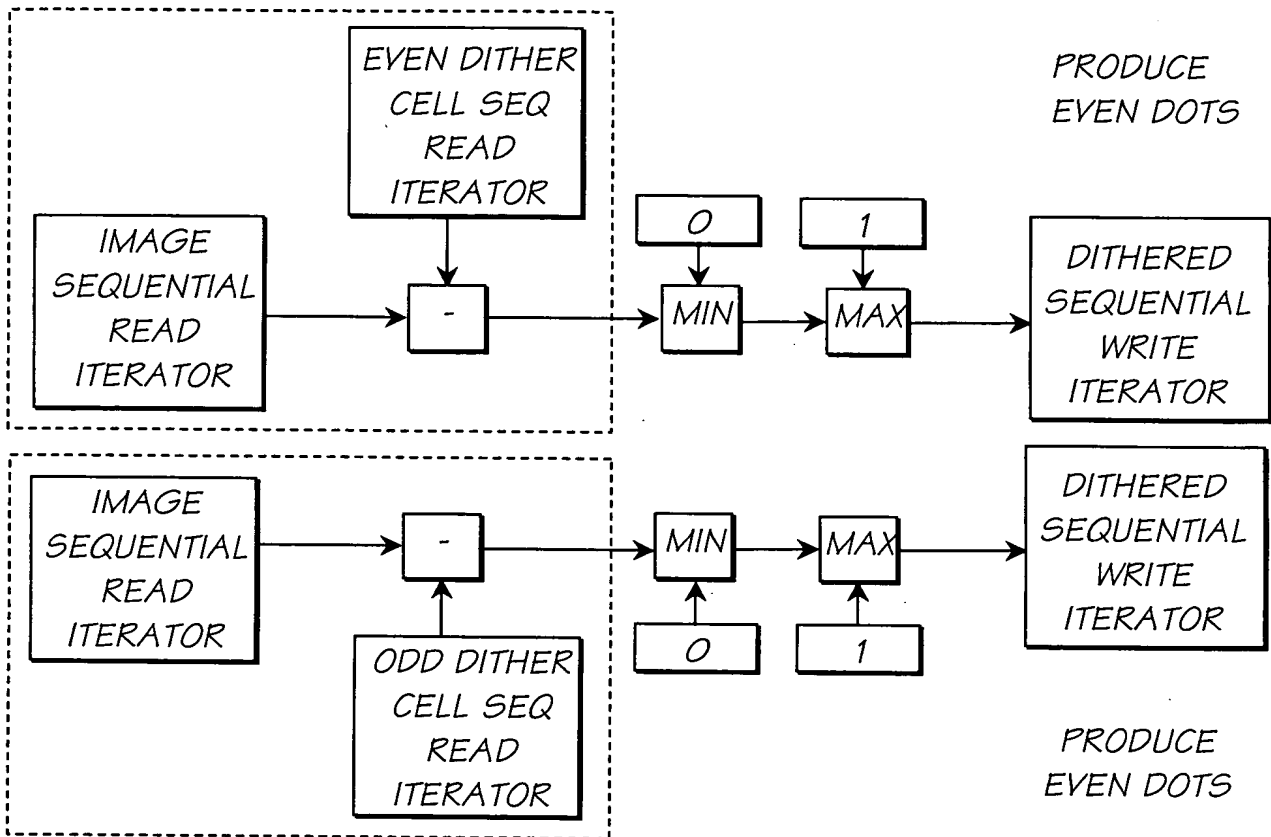 EVEN DITHER
CELL SEQ
READ
ITERATOR
PRODUCE
EVEN DOTS
IMAGE
SEQUENTIAL
READ
ITERATOR
-
0
MIN
1
MAX
DITHERED
SEQUENTIAL
WRITE
ITERATOR
IMAGE
SEQUENTIAL
READ
ITERATOR
-
MIN
0
MAX
1
DITHERED
SEQUENTIAL
WRITE
ITERATOR
ODD DITHER
CELL SEQ
READ
ITERATOR
PRODUCE
EVEN DOTS